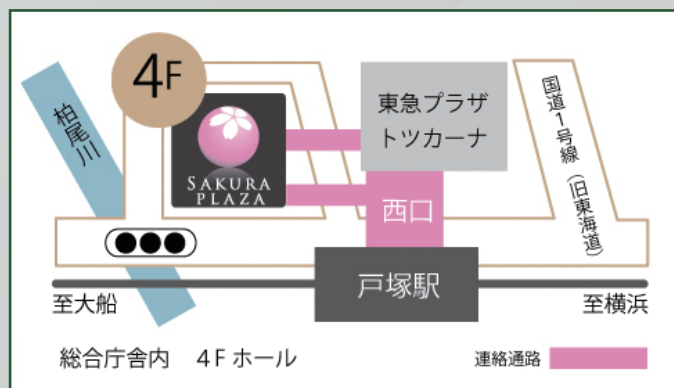 4F
柏尾川
SAKURA
PLAZA
東急プラザ
トツカーナ
国道1号線(旧東海道)
西口
戸塚駅
至大船
至横浜
総合庁舎内 4Fホール
連絡通路